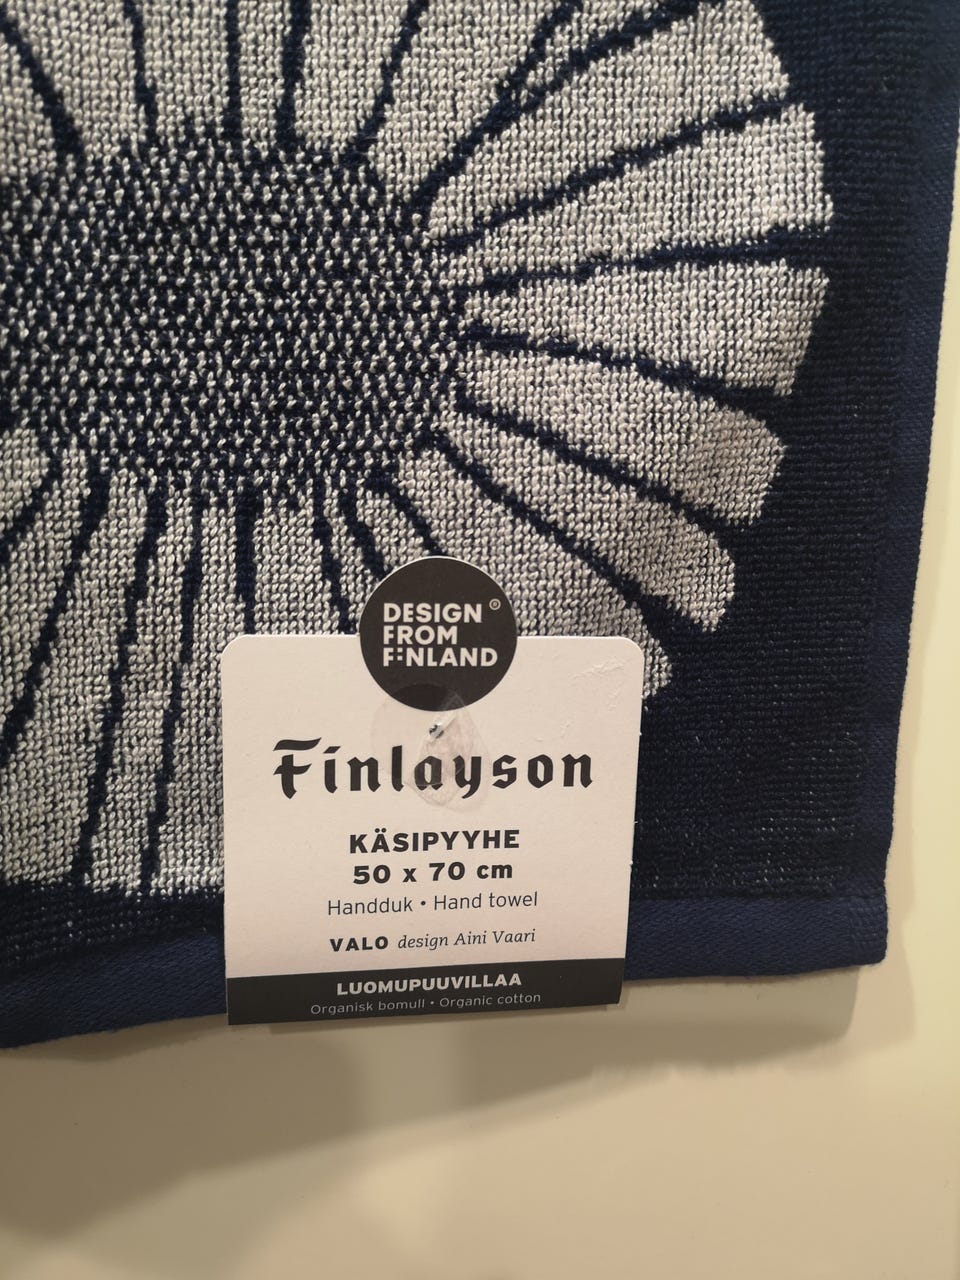 DESIGN ®
FROM
FINLAND
Finlayson
KÄSIPYYHE
50 x 70 cm
Handduk • Hand towel
VALO design Aini Vaari
LUOMUPUUVILLAA
Organisk bomull • Organic cotton